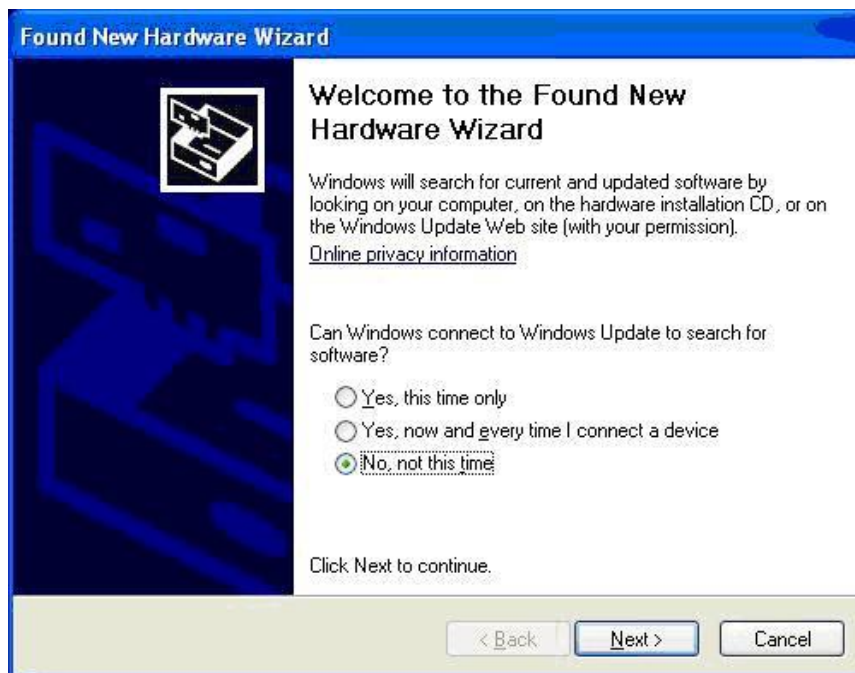 Found New Hardware Wizard
Welcome to the Found New
Hardware Wizard
Windows will search for current and updated software by
looking on your computer, on the hardware installation CD, or on
the Windows Update Web site (with your permission).
Online privacy information
Can Windows connect to Windows Update to search for
software?
Yes, this time only
Yes, now and every time I connect a device
No, not this time
Click Next to continue.
< Back Next > Cancel